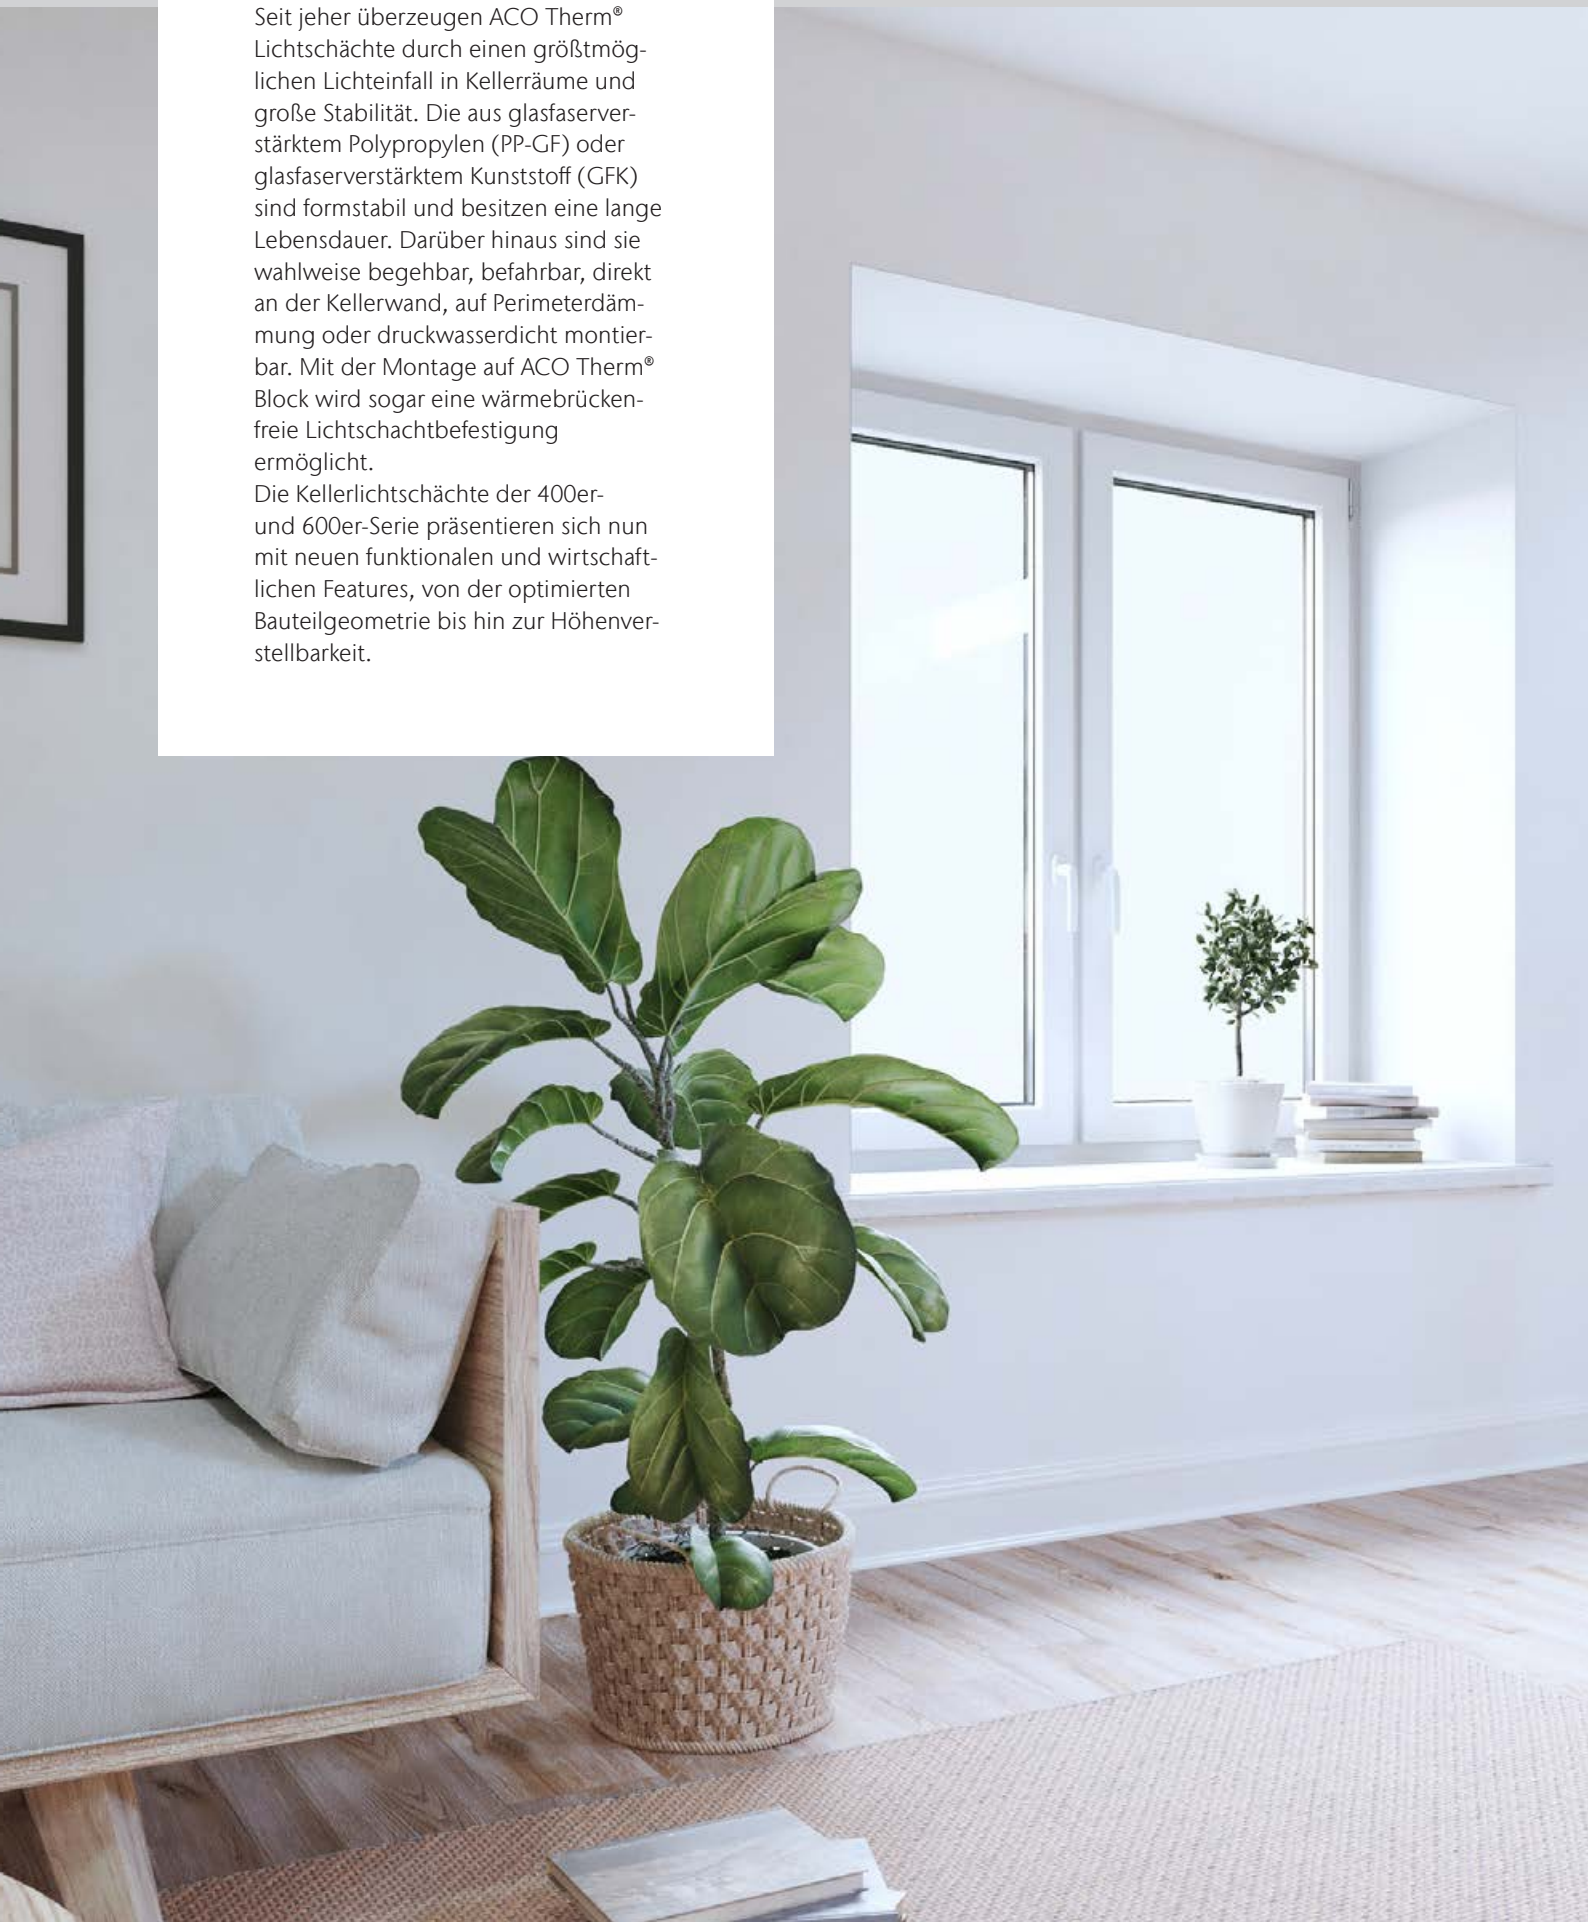 Seit jeher überzeugen ACO Therm®
Lichtschächte durch einen größtmög-
lichen Lichteinfall in Kellerräume und
große Stabilität. Die aus glasfaserver-
stärktem Polypropylen (PP-GF) oder
glasfaserverstärktem Kunststoff (GFK)
sind formstabil und besitzen eine lange
Lebensdauer. Darüber hinaus sind sie
wahlweise begehbar, befahrbar, direkt
an der Kellerwand, auf Perimeterdäm-
mung oder druckwasserdicht montier-
bar. Mit der Montage auf ACO Therm®
Block wird sogar eine wärmebrücken-
freie Lichtschachtbefestigung
ermöglicht.
Die Kellerlichtschächte der 400er-
und 600er-Serie präsentieren sich nun
mit neuen funktionalen und wirtschaft-
lichen Features, von der optimierten
Bauteilgeometrie bis hin zur Höhenver-
stellbarkeit.